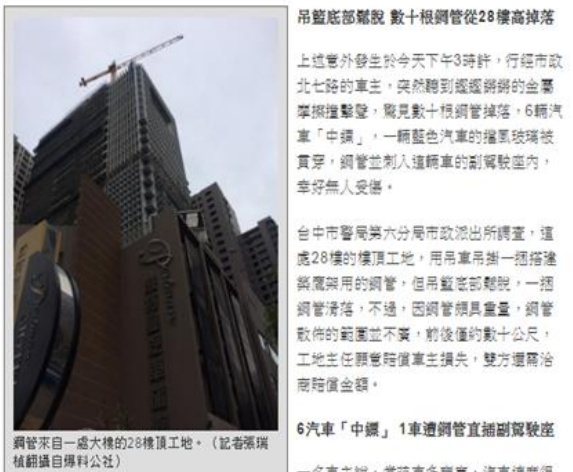 吊籃底部鬆脫 數十根鋼管從28樓高掉落
上述意外發生於今天下午3時許，行經市政
北七路的車主，突然聽到鏗鏗鏘鏘的金屬
摩擦撞擊聲，驚見數十根鋼管掉落，6輛汽
車「中鏢」，一輛藍色汽車的擋風玻璃被
貫穿，鋼管並刺入這輛車的副駕駛座內，
幸好無人受傷。
台中市警局第六分局市政派出所調查，這
處28樓的樓頂工地，用吊車吊掛一捆搭建
築鷹架用的鋼管，但吊籃底部鬆脫，一捆
鋼管滑落，不過，因鋼管頗具重量，鋼管
散佈的範圍並不廣，前後僅約數十公尺，
工地主任願意賠償車主損失，雙方還需洽
商賠償金額。
6汽車「中鏢」 1車遭鋼管直插副駕駛座
鋼管來自一處大樓的28樓頂工地。（記者張瑞
楨翻攝自爆料公社）